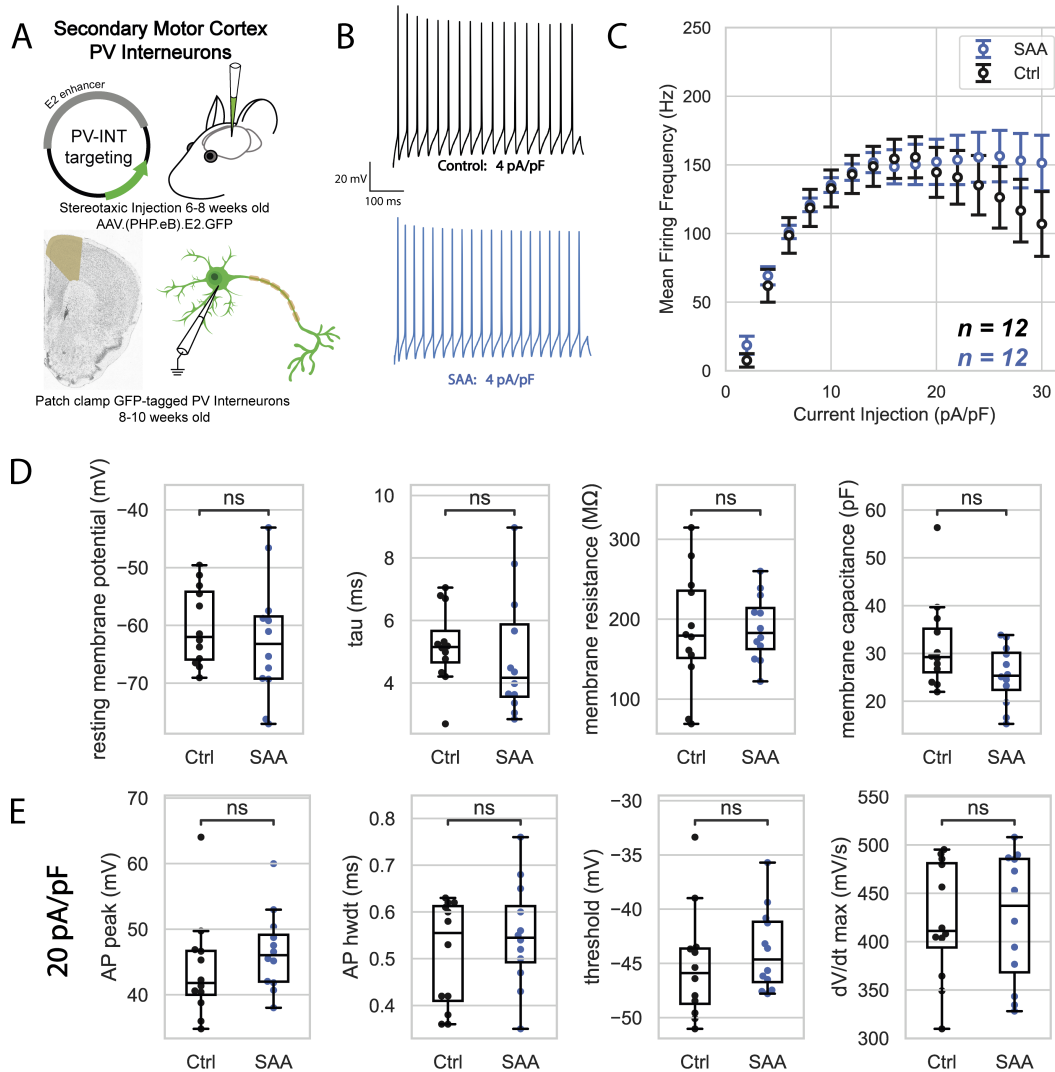 A
Secondary Motor Cortex
PV Interneurons
E2 enhancer
PV-INT
targeting
Stereotaxic Injection 6-8 weeks old
AAV.(PHP.eB).E2.GFP
Patch clamp GFP-tagged PV Interneurons
8-10 weeks old
B
Control: 4 pA/pF
20 mV
100 ms
SAA: 4 pA/pF
C
Mean Firing Frequency (Hz)
250
200
150
100
50
0
0
10
20
30
Current Injection (pA/pF)
SAA
Ctrl
n = 12
n = 12
D
resting membrane potential (mV)
−40
−50
−60
−70
ns
Ctrl
SAA
tau (ms)
10
8
6
4
ns
Ctrl
SAA
membrane resistance (MΩ)
300
200
100
ns
Ctrl
SAA
membrane capacitance (pF)
60
50
40
30
20
ns
Ctrl
SAA
E
20 pA/pF
AP peak (mV)
70
60
50
40
ns
Ctrl
SAA
AP hwdt (ms)
0.8
0.7
0.6
0.5
0.4
ns
Ctrl
SAA
threshold (mV)
−30
−35
−40
−45
−50
ns
Ctrl
SAA
dV/dt max (mV/s)
550
500
450
400
350
300
ns
Ctrl
SAA